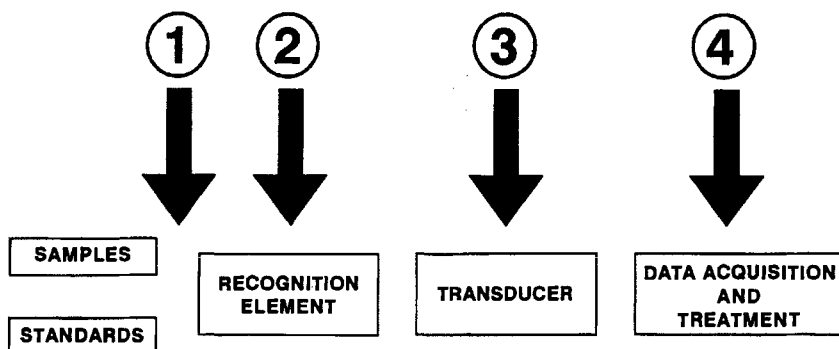 1 2 3 4
SAMPLES
STANDARDS
RECOGNITION
ELEMENT
TRANSDUCER
DATA ACQUISITION
AND
TREATMENT